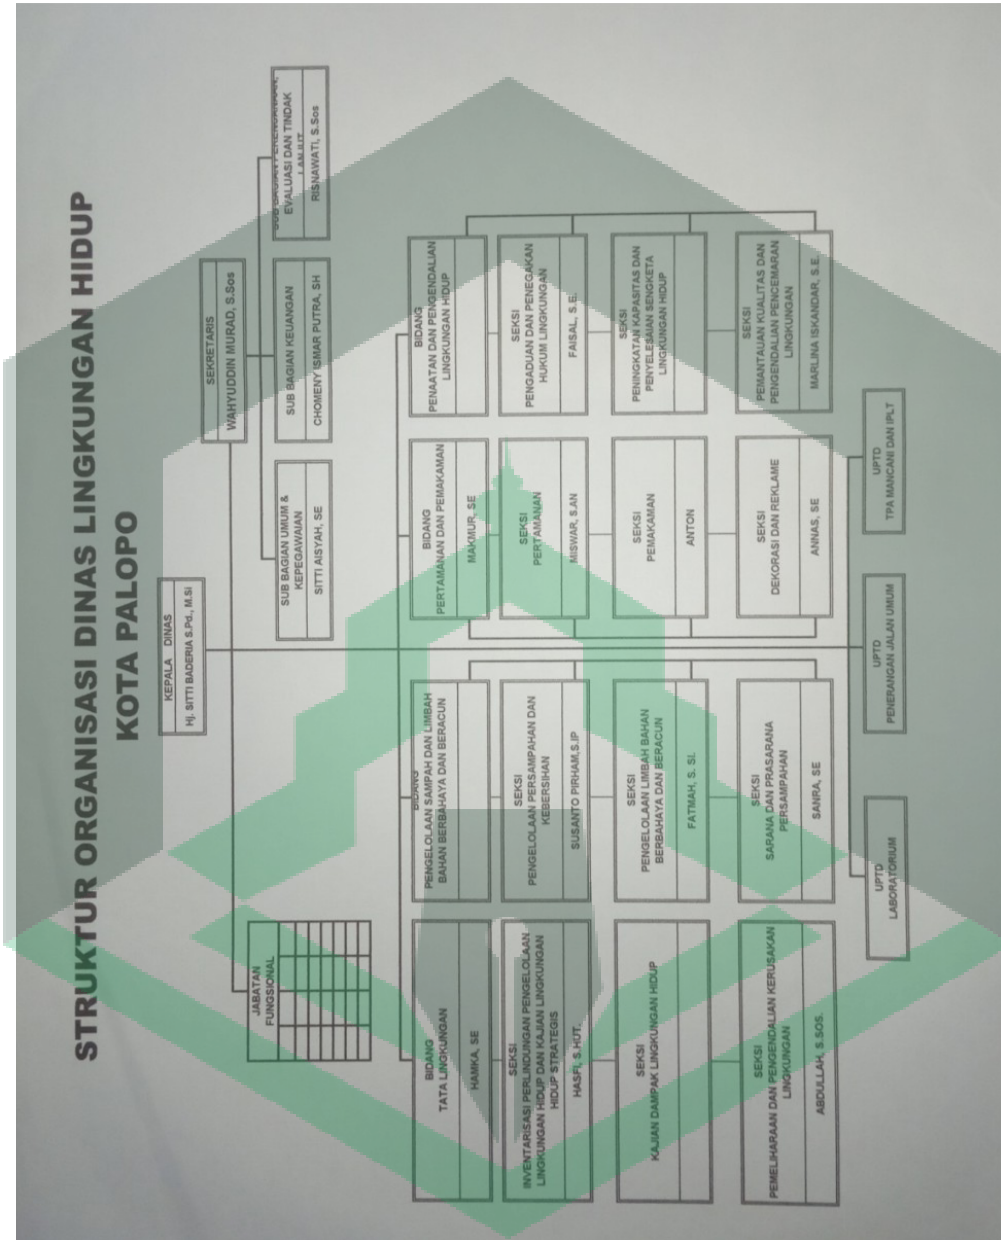 STRUKTUR ORGANISASI DINAS LINGKUNGAN HIDUP
KOTA PALOPO
KEPALA DINAS
Hj. SITTI BADERIA S.Pd., M.Si
SEKRETARIS
WAHYUDDIN MURAD, S.Sos
JABATAN
FUNGSIONAL
SUB BAGIAN UMUM &
KEPEGAWAIAN
SITTI AISYAH, SE
SUB BAGIAN KEUANGAN
CHOMENY ISMAR PUTRA, SH
SUB BAGIAN PERENCANAAN,
EVALUASI DAN TINDAK
LANJUT
RISNAWATI, S.Sos
BIDANG
TATA LINGKUNGAN
HAMKA, SE
SEKSI
INVENTARISASI PERLINDUNGAN PENGELOLAAN
LINGKUNGAN HIDUP DAN KAJIAN LINGKUNGAN
HIDUP STRATEGIS
HASFI, S.HUT.
SEKSI
KAJIAN DAMPAK LINGKUNGAN HIDUP
SEKSI
PEMELIHARAAN DAN PENGENDALIAN KERUSAKAN
LINGKUNGAN
ABDULLAH, S.SOS.
BIDANG
PENGELOLAAN SAMPAH DAN LIMBAH
BAHAN BERBAHAYA DAN BERACUN
SEKSI
PENGELOLAAN PERSAMPAHAN DAN
KEBERSIHAN
SUSANTO PIRHAM,S.IP
SEKSI
PENGELOLAAN LIMBAH BAHAN
BERBAHAYA DAN BERACUN
FATMAH, S. SI.
SEKSI
SARANA DAN PRASARANA
PERSAMPAHAN
SANRA, SE
BIDANG
PERTAMANAN DAN PEMAKAMAN
MAKMUR, SE
SEKSI
PERTAMANAN
MISWAR, S.AN
SEKSI
PEMAKAMAN
ANTON
SEKSI
DEKORASI DAN REKLAME
ANNAS, SE
BIDANG
PENAATAN DAN PENGENDALIAN
LINGKUNGAN HIDUP
SEKSI
PENGADUAN DAN PENEGAKAN
HUKUM LINGKUNGAN
FAISAL, S.E.
SEKSI
PENINGKATAN KAPASITAS DAN
PENYELESAIAN SENGKETA
LINGKUNGAN HIDUP
SEKSI
PEMANTAUAN KUALITAS DAN
PENGENDALIAN PENCEMARAN
LINGKUNGAN
MARLINA ISKANDAR, S.E.
UPTD
LABORATORIUM
UPTD
PENERANGAN JALAN UMUM
UPTD
TPA MANCANI DAN IPLT